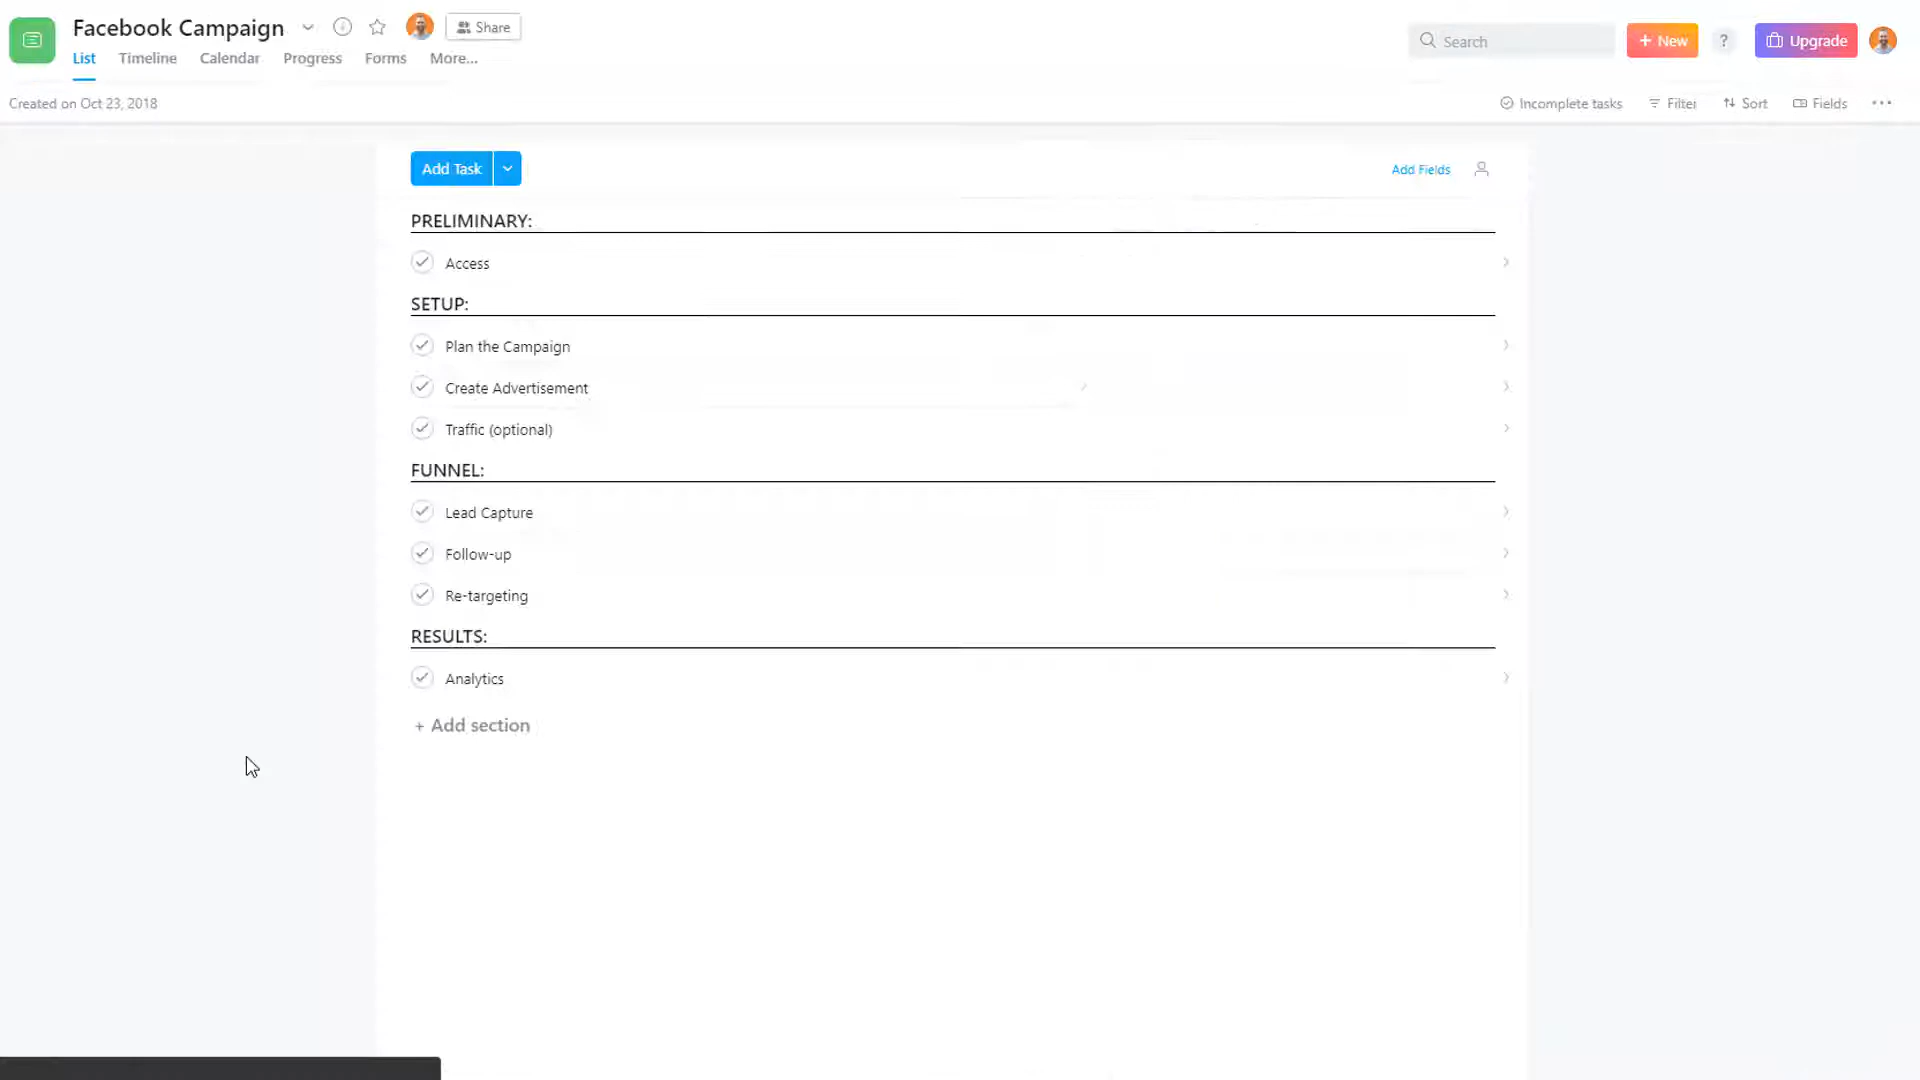 Facebook Campaign
Share
List Timeline Calendar Progress Forms More...
Search
+ New
?
Upgrade
Created on Oct 23, 2018
Incomplete tasks Filter Sort Fields
Add Task
Add Fields
PRELIMINARY:
Access
SETUP:
Plan the Campaign
Create Advertisement
Traffic (optional)
FUNNEL:
Lead Capture
Follow-up
Re-targeting
RESULTS:
Analytics
+ Add section